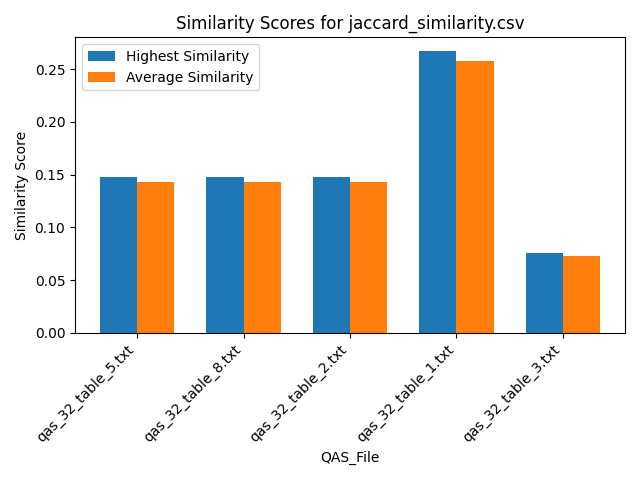 Similarity Scores for jaccard_similarity.csv
Highest Similarity
Average Similarity
Similarity Score
0.25
0.20
0.15
0.10
0.05
0.00
qas_32_table_5.txt
qas_32_table_8.txt
qas_32_table_2.txt
qas_32_table_1.txt
qas_32_table_3.txt
QAS_File